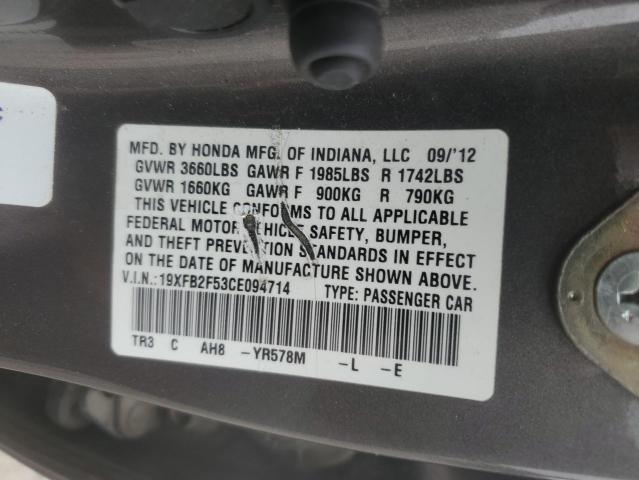 MFD. BY HONDA MFG. OF INDIANA, LLC 09/'12
GVWR 3660LBS GAWR F 1985LBS R 1742LBS
GVWR 1660KG GAWR F 900KG R 790KG
THIS VEHICLE CONFORMS TO ALL APPLICABLE
FEDERAL MOTOR VEHICLE SAFETY, BUMPER,
AND THEFT PREVENTION STANDARDS IN EFFECT
ON THE DATE OF MANUFACTURE SHOWN ABOVE.
V.I.N.: 19XFB2F53CE094714 TYPE: PASSENGER CAR
TR3 C AH8 -YR578M -L -E